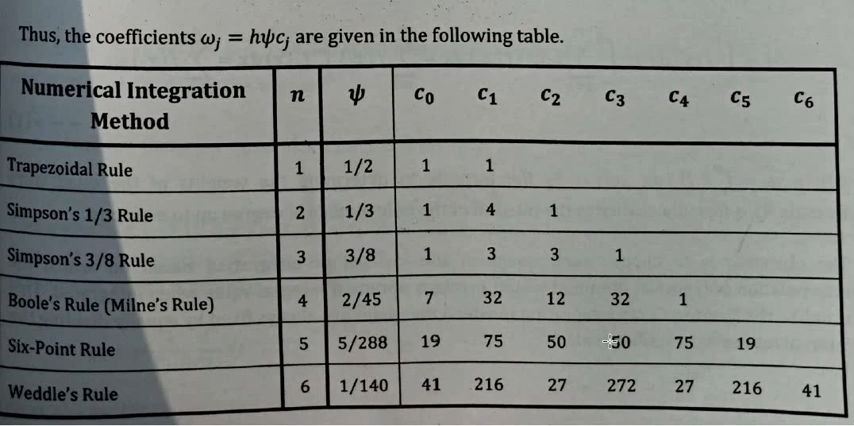 Thus, the coefficients ωⱼ = hψcⱼ are given in the following table.
Numerical Integration Method n ψ c₀ c₁ c₂ c₃ c₄ c₅ c₆
Trapezoidal Rule 1 1/2 1 1
Simpson's 1/3 Rule 2 1/3 1 4 1
Simpson's 3/8 Rule 3 3/8 1 3 3 1
Boole's Rule (Milne's Rule) 4 2/45 7 32 12 32 1
Six-Point Rule 5 5/288 19 75 50 50 75 19
Weddle's Rule 6 1/140 41 216 27 272 27 216 41